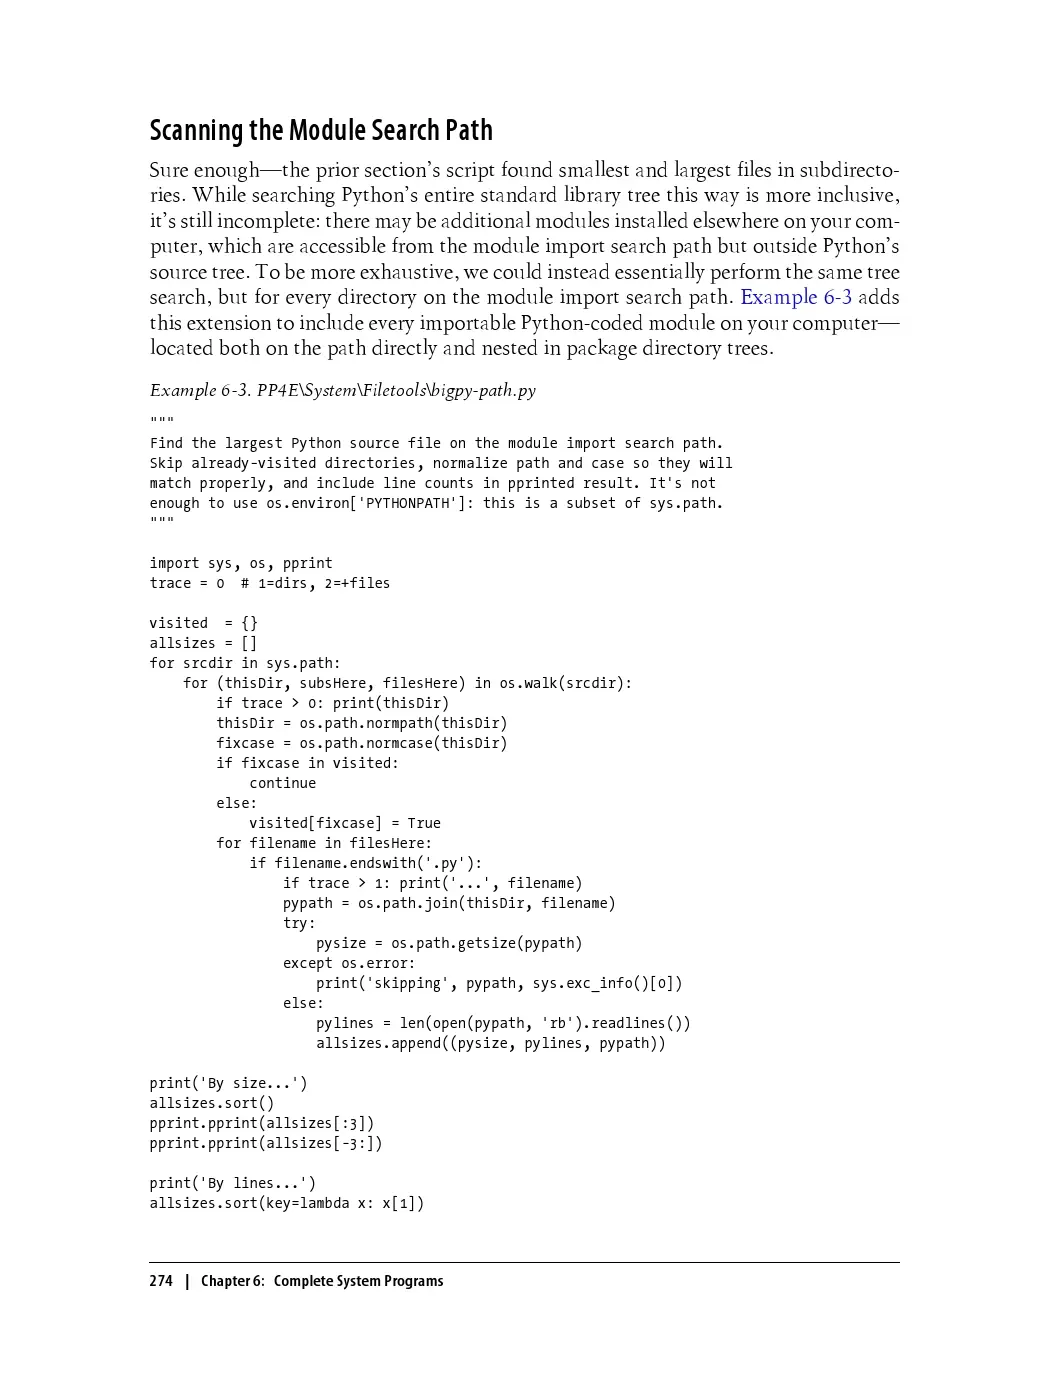 Scanning the Module Search Path
Sure enough—the prior section's script found smallest and largest files in subdirecto-
ries. While searching Python's entire standard library tree this way is more inclusive,
it's still incomplete: there may be additional modules installed elsewhere on your com-
puter, which are accessible from the module import search path but outside Python's
source tree. To be more exhaustive, we could instead essentially perform the same tree
search, but for every directory on the module import search path. Example 6-3 adds
this extension to include every importable Python-coded module on your computer—
located both on the path directly and nested in package directory trees.
Example 6-3. PP4E\System\Filetools\bigpy-path.py
"""
Find the largest Python source file on the module import search path.
Skip already-visited directories, normalize path and case so they will
match properly, and include line counts in pprinted result. It's not
enough to use os.environ['PYTHONPATH']: this is a subset of sys.path.
"""
import sys, os, pprint
trace = 0  # 1=dirs, 2=+files
visited  = {}
allsizes = []
for srcdir in sys.path:
    for (thisDir, subsHere, filesHere) in os.walk(srcdir):
        if trace > 0: print(thisDir)
        thisDir = os.path.normpath(thisDir)
        fixcase = os.path.normcase(thisDir)
        if fixcase in visited:
            continue
        else:
            visited[fixcase] = True
        for filename in filesHere:
            if filename.endswith('.py'):
                if trace > 1: print('...', filename)
                pypath = os.path.join(thisDir, filename)
                try:
                    pysize = os.path.getsize(pypath)
                except os.error:
                    print('skipping', pypath, sys.exc_info()[0])
                else:
                    pylines = len(open(pypath, 'rb').readlines())
                    allsizes.append((pysize, pylines, pypath))
print('By size...')
allsizes.sort()
pprint.pprint(allsizes[:3])
pprint.pprint(allsizes[-3:])
print('By lines...')
allsizes.sort(key=lambda x: x[1])
274 | Chapter 6: Complete System Programs